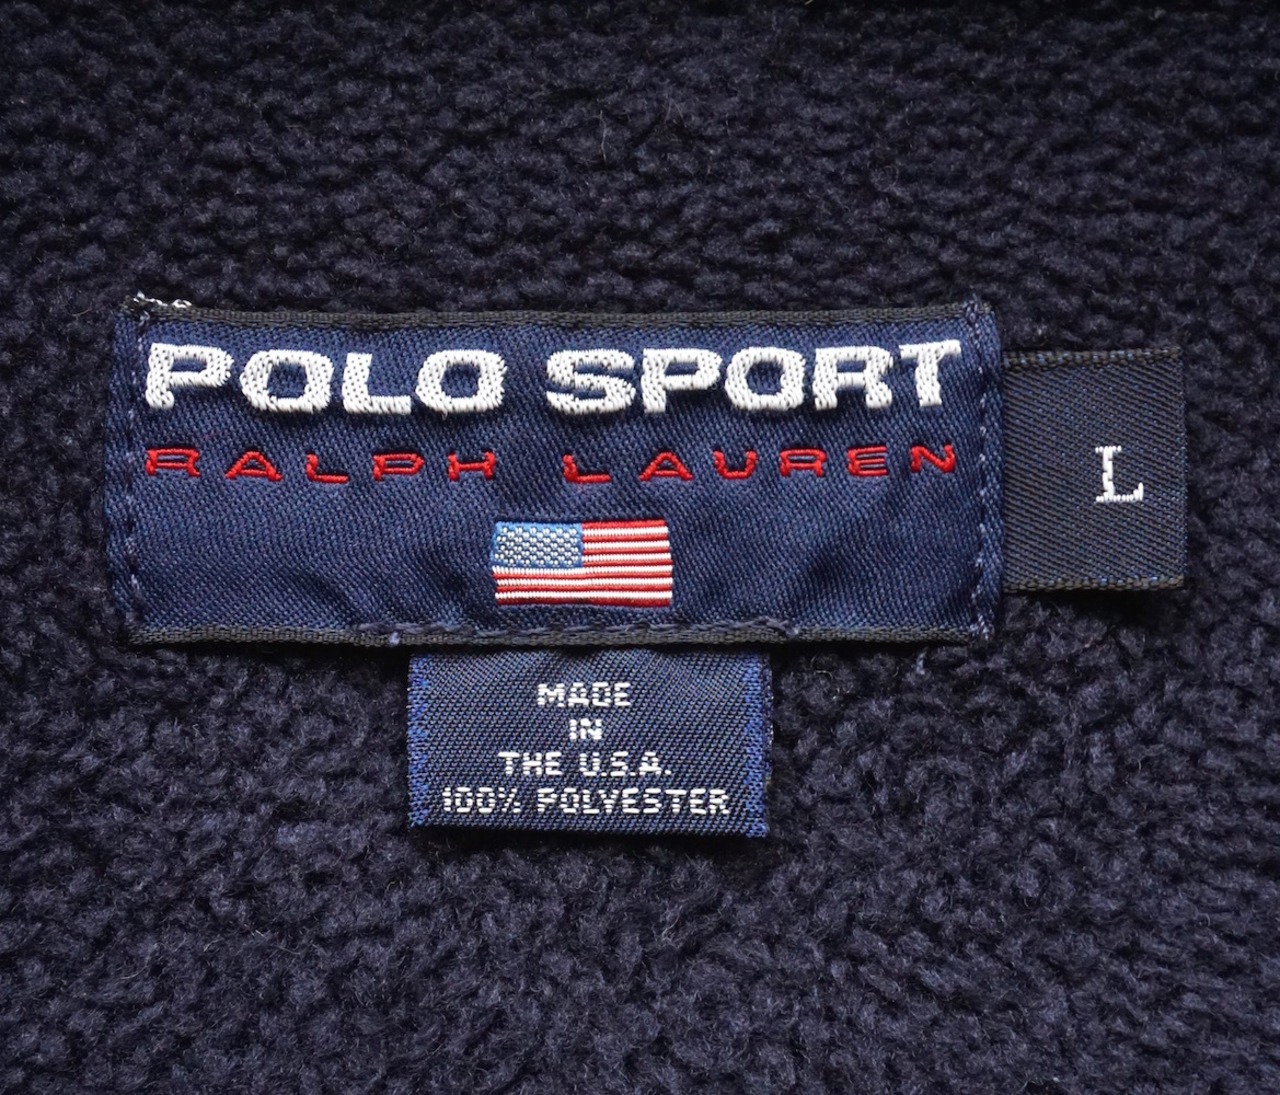 POLO SPORT
RALPH LAUREN
L
MADE
IN
THE U.S.A.
100% POLYESTER